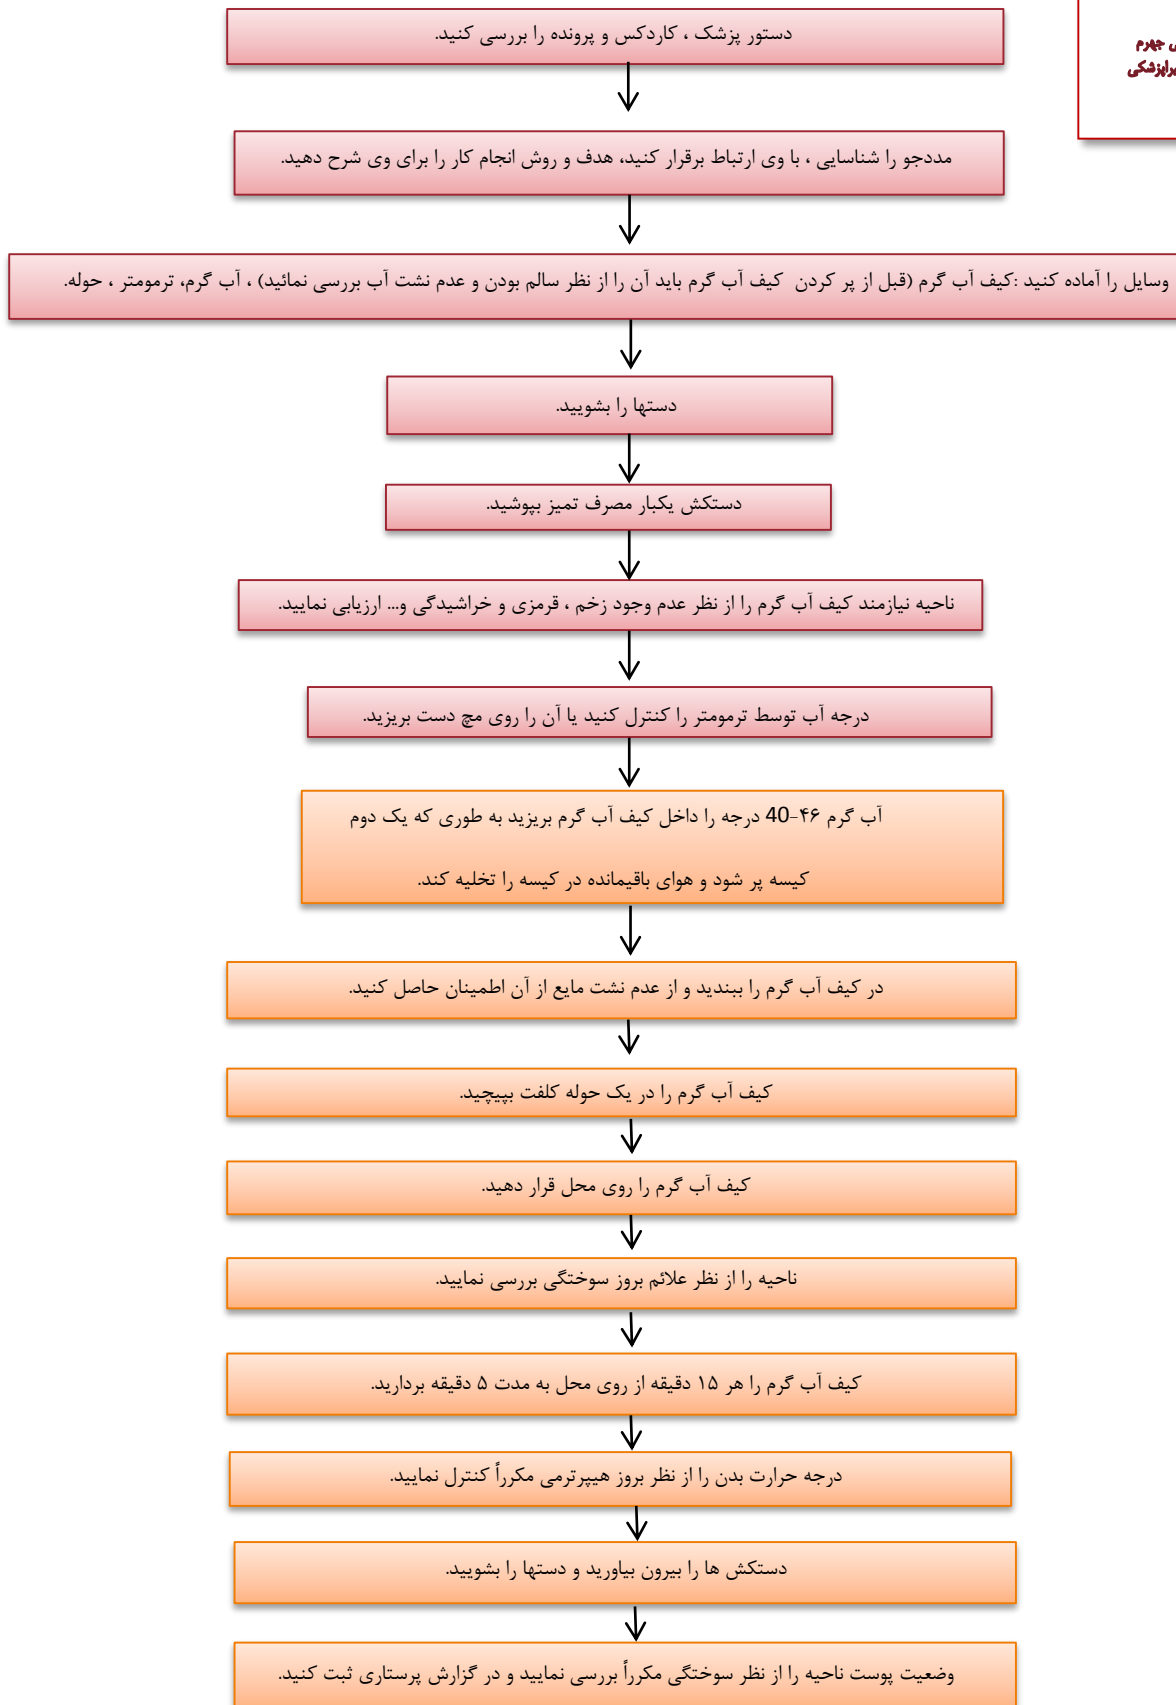 جهرم
دستور پزشک ، کاردکس و پرونده را بررسی کنید.
مددجو را شناسایی ، با وی ارتباط برقرار کنید، هدف و روش انجام کار را برای وی شرح دهید.
وسایل را آماده کنید :کیف آب گرم (قبل از پر کردن کیف آب گرم باید آن را از نظر سالم بودن و عدم نشت آب بررسی نمائید) ، آب گرم، ترمومتر ، حوله.
دستها را بشویید.
دستکش یکبار مصرف تمیز بپوشید.
ناحیه نیازمند کیف آب گرم را از نظر عدم وجود زخم ، قرمزی و خراشیدگی و... ارزیابی نمایید.
درجه آب توسط ترمومتر را کنترل کنید یا آن را روی مچ دست بریزید.
آب گرم ۴۶-40 درجه را داخل کیف آب گرم بریزید به طوری که یک دوم
کیسه پر شود و هوای باقیمانده در کیسه را تخلیه کند.
در کیف آب گرم را ببندید و از عدم نشت مایع از آن اطمینان حاصل کنید.
کیف آب گرم را در یک حوله کلفت بپیچید.
کیف آب گرم را روی محل قرار دهید.
ناحیه را از نظر علائم بروز سوختگی بررسی نمایید.
کیف آب گرم را هر ۱۵ دقیقه از روی محل به مدت ۵ دقیقه بردارید.
درجه حرارت بدن را از نظر بروز هیپرترمی مکرراً کنترل نمایید.
دستکش ها را بیرون بیاورید و دستها را بشویید.
وضعیت پوست ناحیه را از نظر سوختگی مکرراً بررسی نمایید و در گزارش پرستاری ثبت کنید.